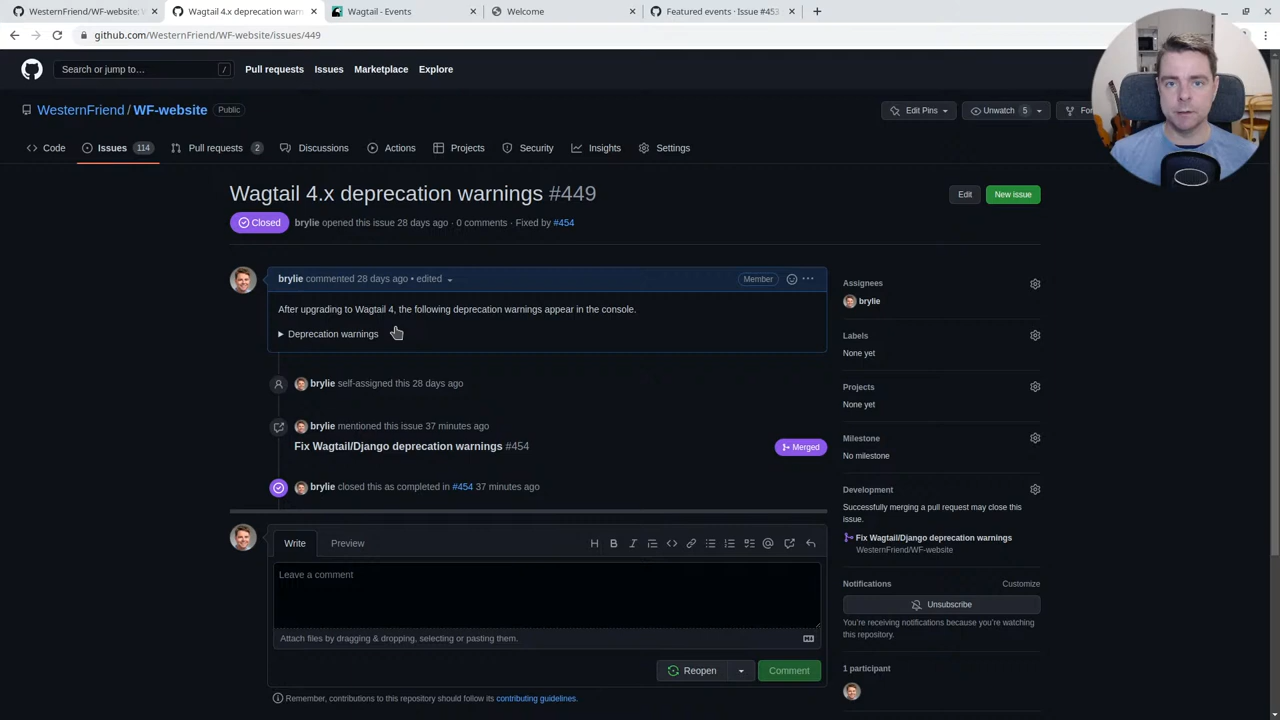 WesternFriend/WF-website: W
Wagtail 4.x deprecation warn
Wagtail - Events
Welcome
Featured events · Issue #453
github.com/WesternFriend/WF-website/issues/449
Search or jump to…
/
Pull requests
Issues
Marketplace
Explore
WesternFriend / WF-website
Public
Edit Pins
Unwatch 5
For
Code
Issues 114
Pull requests 2
Discussions
Actions
Projects
Security
Insights
Settings
Wagtail 4.x deprecation warnings #449
Edit
New issue
Closed
brylie opened this issue 28 days ago · 0 comments · Fixed by #454
brylie commented 28 days ago • edited
Member
After upgrading to Wagtail 4, the following deprecation warnings appear in the console.
Deprecation warnings
brylie self-assigned this 28 days ago
brylie mentioned this issue 37 minutes ago
Fix Wagtail/Django deprecation warnings #454
Merged
brylie closed this as completed in #454 37 minutes ago
Write
Preview
Leave a comment
Attach files by dragging & dropping, selecting or pasting them.
Reopen
Comment
Remember, contributions to this repository should follow its contributing guidelines.
Assignees
brylie
Labels
None yet
Projects
None yet
Milestone
No milestone
Development
Successfully merging a pull request may close this
issue.
Fix Wagtail/Django deprecation warnings
WesternFriend/WF-website
Notifications
Customize
Unsubscribe
You're receiving notifications because you're watching
this repository.
1 participant